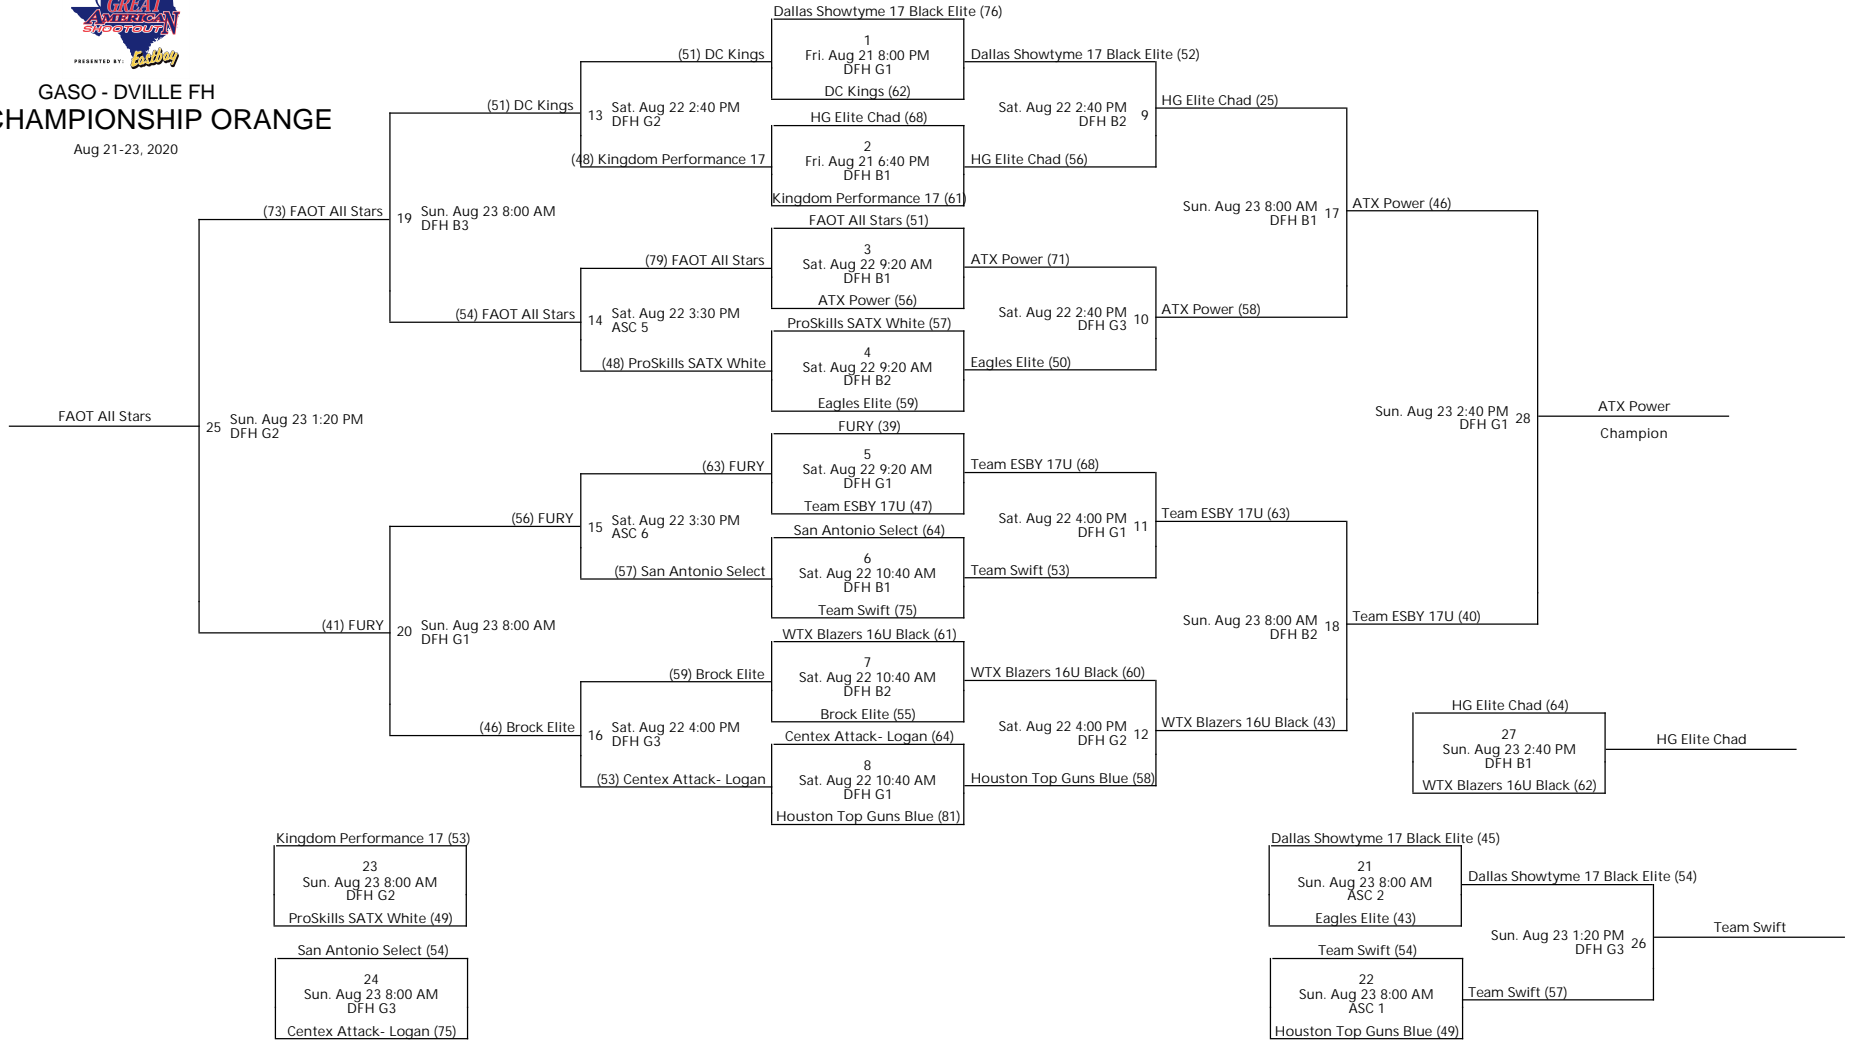 GREAT
AMERICAN
SHOOTOUT
PRESENTED BY: Eastbay
GASO - DVILLE FH
CHAMPIONSHIP ORANGE
Aug 21-23, 2020
Dallas Showtyme 17 Black Elite (76)
1
Fri. Aug 21 8:00 PM
DFH G1
DC Kings (62)
HG Elite Chad (68)
2
Fri. Aug 21 6:40 PM
DFH B1
Kingdom Performance 17 (61)
FAOT All Stars (51)
3
Sat. Aug 22 9:20 AM
DFH B1
ATX Power (56)
ProSkills SATX White (57)
4
Sat. Aug 22 9:20 AM
DFH B2
Eagles Elite (59)
FURY (39)
5
Sat. Aug 22 9:20 AM
DFH G1
Team ESBY 17U (47)
San Antonio Select (64)
6
Sat. Aug 22 10:40 AM
DFH B1
Team Swift (75)
WTX Blazers 16U Black (61)
7
Sat. Aug 22 10:40 AM
DFH B2
Brock Elite (55)
Centex Attack- Logan (64)
8
Sat. Aug 22 10:40 AM
DFH G1
Houston Top Guns Blue (81)
(51) DC Kings
13 Sat. Aug 22 2:40 PM
DFH G2
(48) Kingdom Performance 17
(79) FAOT All Stars
14 Sat. Aug 22 3:30 PM
ASC 5
(48) ProSkills SATX White
(63) FURY
15 Sat. Aug 22 3:30 PM
ASC 6
(57) San Antonio Select
(59) Brock Elite
16 Sat. Aug 22 4:00 PM
DFH G3
(53) Centex Attack- Logan
(51) DC Kings
19 Sun. Aug 23 8:00 AM
DFH B3
(54) FAOT All Stars
(56) FURY
20 Sun. Aug 23 8:00 AM
DFH G1
(46) Brock Elite
(73) FAOT All Stars
25 Sun. Aug 23 1:20 PM
DFH G2
(41) FURY
FAOT All Stars
Dallas Showtyme 17 Black Elite (52)
Sat. Aug 22 2:40 PM 9
DFH B2
HG Elite Chad (56)
ATX Power (71)
Sat. Aug 22 2:40 PM 10
DFH G3
Eagles Elite (50)
Team ESBY 17U (68)
Sat. Aug 22 4:00 PM 11
DFH G1
Team Swift (53)
WTX Blazers 16U Black (60)
Sat. Aug 22 4:00 PM 12
DFH G2
Houston Top Guns Blue (58)
HG Elite Chad (25)
Sun. Aug 23 8:00 AM 17
DFH B1
ATX Power (58)
Team ESBY 17U (63)
Sun. Aug 23 8:00 AM 18
DFH B2
WTX Blazers 16U Black (43)
ATX Power (46)
Sun. Aug 23 2:40 PM 28
DFH G1
Team ESBY 17U (40)
ATX Power
Champion
HG Elite Chad (64)
27
Sun. Aug 23 2:40 PM
DFH B1
WTX Blazers 16U Black (62)
HG Elite Chad
Kingdom Performance 17 (53)
23
Sun. Aug 23 8:00 AM
DFH G2
ProSkills SATX White (49)
San Antonio Select (54)
24
Sun. Aug 23 8:00 AM
DFH G3
Centex Attack- Logan (75)
Dallas Showtyme 17 Black Elite (45)
21
Sun. Aug 23 8:00 AM
ASC 2
Eagles Elite (43)
Team Swift (54)
22
Sun. Aug 23 8:00 AM
ASC 1
Houston Top Guns Blue (49)
Dallas Showtyme 17 Black Elite (54)
Sun. Aug 23 1:20 PM 26
DFH G3
Team Swift (57)
Team Swift